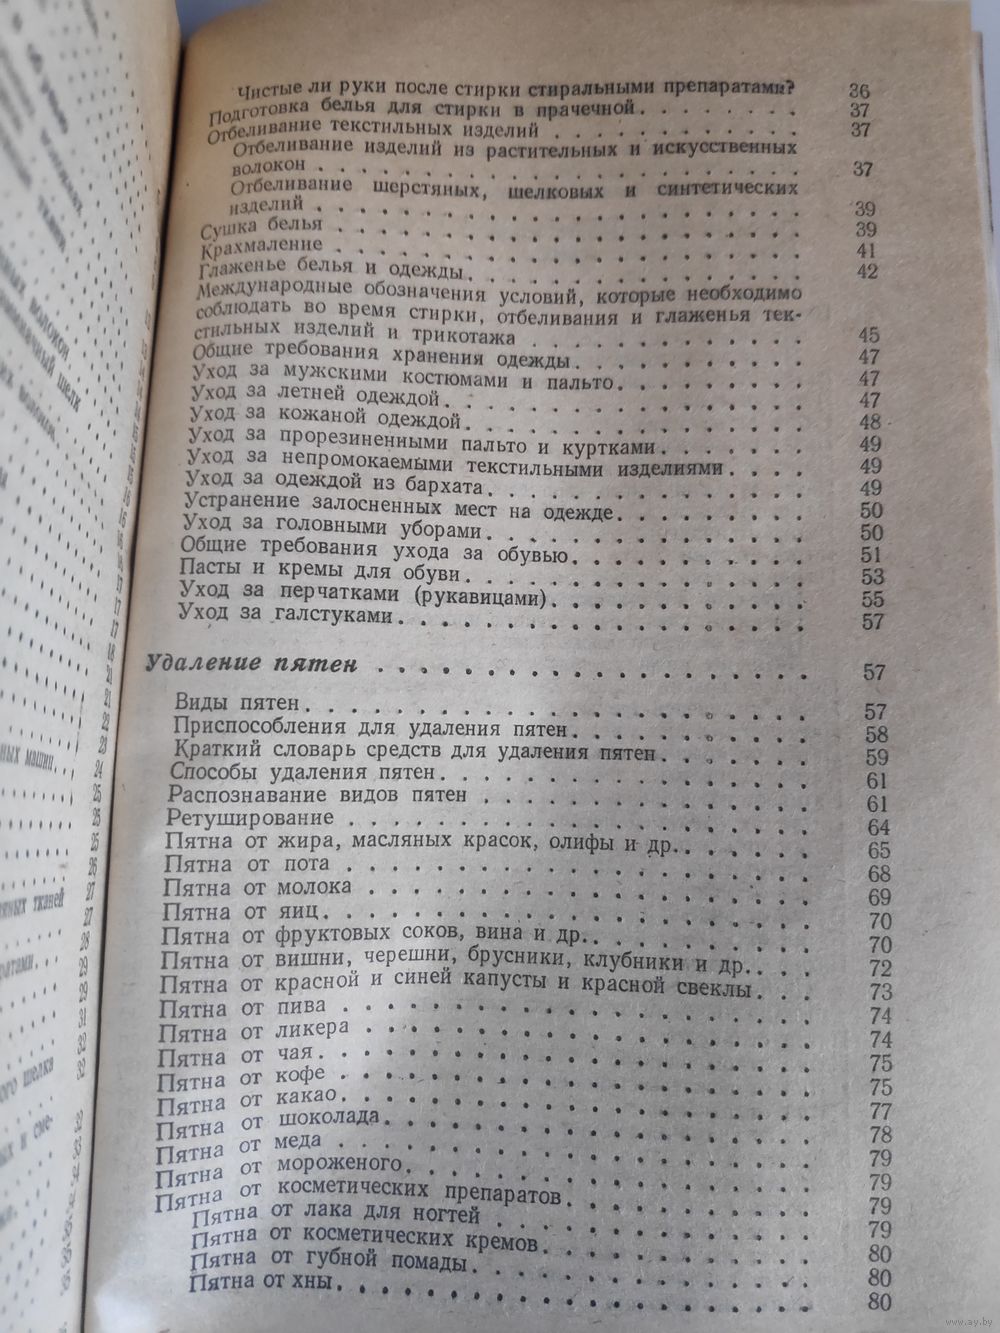 Чистые ли руки после стирки стиральными препаратами? 36
Подготовка белья для стирки в прачечной. . . . . . . . 37
Отбеливание текстильных изделий . . . . . . . . . . . 37
Отбеливание изделий из растительных и искусственных
волокон . . . . . . . . . . . . . . . . . . . 37
Отбеливание шерстяных, шелковых и синтетических
изделий . . . . . . . . . . . . . . . . . . . 39
Сушка белья . . . . . . . . . . . . . . . . . . . 39
Крахмаление . . . . . . . . . . . . . . . . . . . 41
Глаженье белья и одежды. . . . . . . . . . . . . . 42
Международные обозначения условий, которые необходимо
соблюдать во время стирки, отбеливания и глаженья тек-
стильных изделий и трикотажа . . . . . . . . . . . 45
Общие требования хранения одежды. . . . . . . . . . 47
Уход за мужскими костюмами и пальто. . . . . . . . 47
Уход за летней одеждой. . . . . . . . . . . . . . . 47
Уход за кожаной одеждой. . . . . . . . . . . . . . 48
Уход за прорезиненными пальто и куртками. . . . . . 49
Уход за непромокаемыми текстильными изделиями . . . . 49
Уход за одеждой из бархата. . . . . . . . . . . . . 49
Устранение залосненных мест на одежде. . . . . . . . 50
Уход за головными уборами. . . . . . . . . . . . . 50
Общие требования ухода за обувью. . . . . . . . . . 51
Пасты и кремы для обуви. . . . . . . . . . . . . . 53
Уход за перчатками (рукавицами). . . . . . . . . . . 55
Уход за галстуками. . . . . . . . . . . . . . . . . 57
Удаление пятен . . . . . . . . . . . . . . . . . . 57
Виды пятен. . . . . . . . . . . . . . . . . . . . 57
Приспособления для удаления пятен. . . . . . . . . . 58
Краткий словарь средств для удаления пятен. . . . . . 59
Способы удаления пятен. . . . . . . . . . . . . . . 61
Распознавание видов пятен . . . . . . . . . . . . . 61
Ретуширование . . . . . . . . . . . . . . . . . . 64
Пятна от жира, масляных красок, олифы и др. . . . . . 65
Пятна от пота . . . . . . . . . . . . . . . . . . 68
Пятна от молока . . . . . . . . . . . . . . . . . 69
Пятна от яиц. . . . . . . . . . . . . . . . . . . 70
Пятна от фруктовых соков, вина и др. . . . . . . . . 70
Пятна от вишни, черешни, брусники, клубники и др. . . . 72
Пятна от красной и синей капусты и красной свеклы. . . 73
Пятна от пива . . . . . . . . . . . . . . . . . . 74
Пятна от ликера . . . . . . . . . . . . . . . . . 74
Пятна от чая. . . . . . . . . . . . . . . . . . . 75
Пятна от кофе . . . . . . . . . . . . . . . . . . 75
Пятна от какао. . . . . . . . . . . . . . . . . . 77
Пятна от шоколада. . . . . . . . . . . . . . . . . 78
Пятна от меда . . . . . . . . . . . . . . . . . . 79
Пятна от мороженого. . . . . . . . . . . . . . . . 79
Пятна от косметических препаратов. . . . . . . . . . 79
Пятна от лака для ногтей . . . . . . . . . . . . . 79
Пятна от косметических кремов. . . . . . . . . . . 80
Пятна от губной помады. . . . . . . . . . . . . . 80
Пятна от хны. . . . . . . . . . . . . . . . . . . 80
www.ay.by